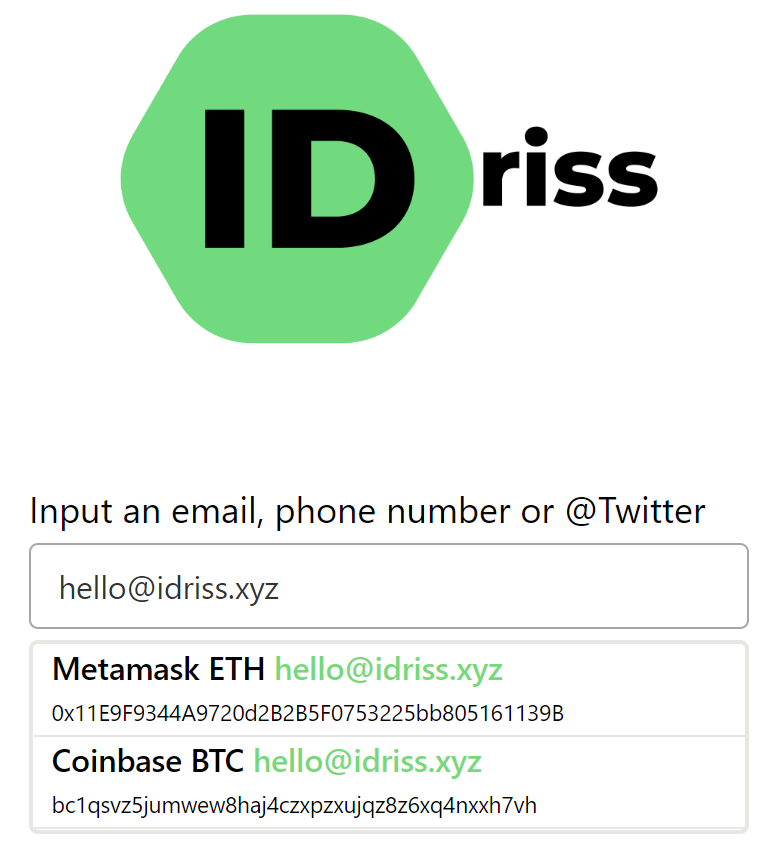 IDriss
Input an email, phone number or @Twitter
hello@idriss.xyz
Metamask ETH hello@idriss.xyz
0x11E9F9344A9720d2B2B5F0753225bb805161139B
Coinbase BTC hello@idriss.xyz
bc1qsvz5jumwew8haj4czxpzxujqz8z6xq4nxxh7vh